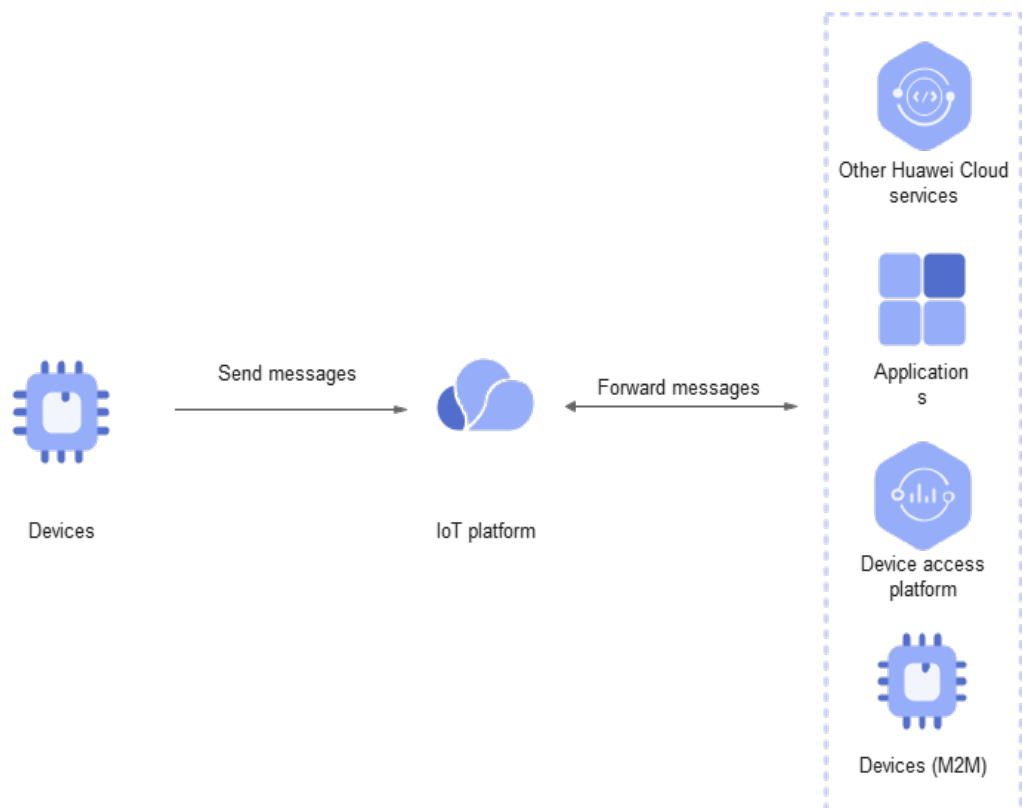 Other Huawei Cloud
services
Send messages
Forward messages
Application
s
Devices
IoT platform
Device access
platform
Devices (M2M)